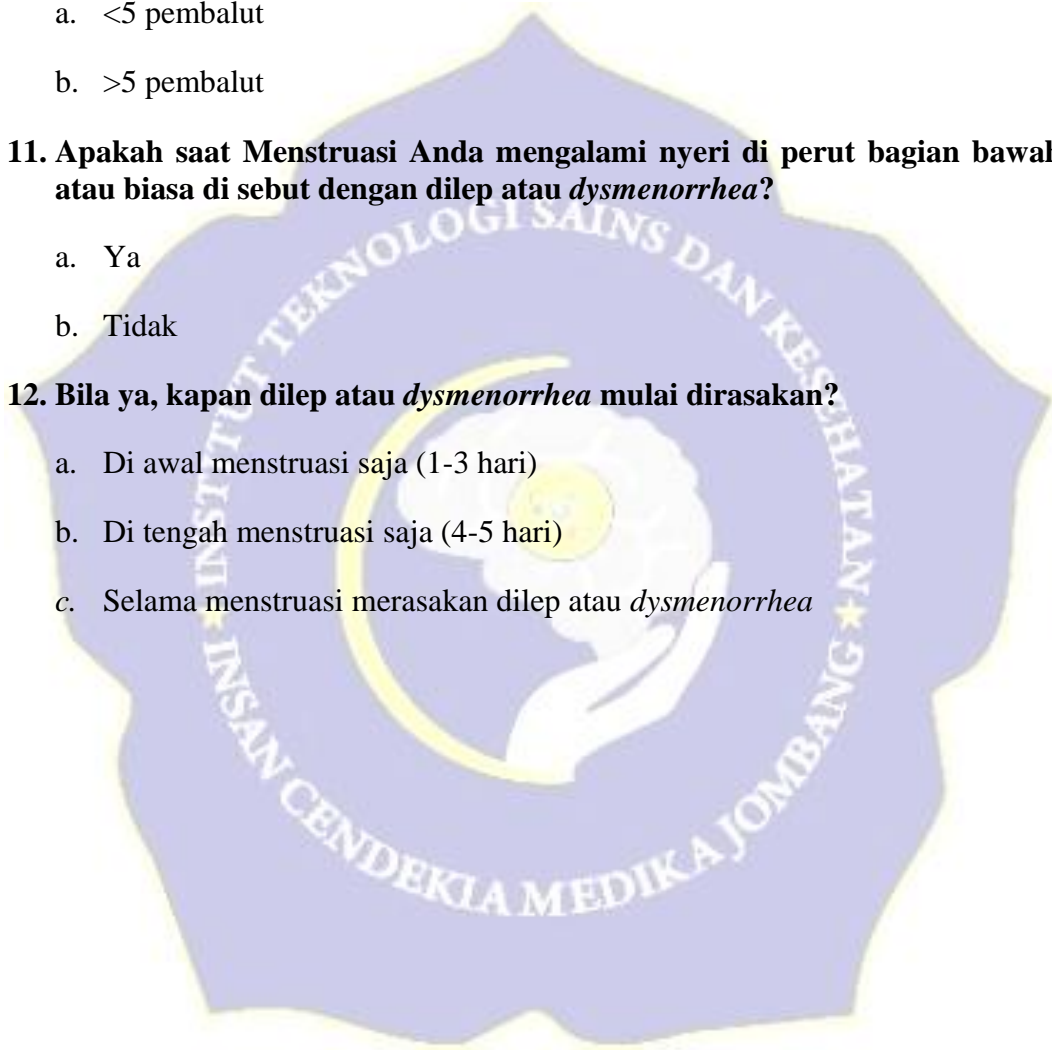 a. <5 pembalut
b. >5 pembalut
11. Apakah saat Menstruasi Anda mengalami nyeri di perut bagian bawah
atau biasa di sebut dengan dilep atau dysmenorrhea?
a. Ya
b. Tidak
12. Bila ya, kapan dilep atau dysmenorrhea mulai dirasakan?
a. Di awal menstruasi saja (1-3 hari)
b. Di tengah menstruasi saja (4-5 hari)
c. Selama menstruasi merasakan dilep atau dysmenorrhea
INSTITUT TEKNOLOGI SAINS DAN KESEHATAN
INSAN CENDEKIA MEDIKA JOMBANG